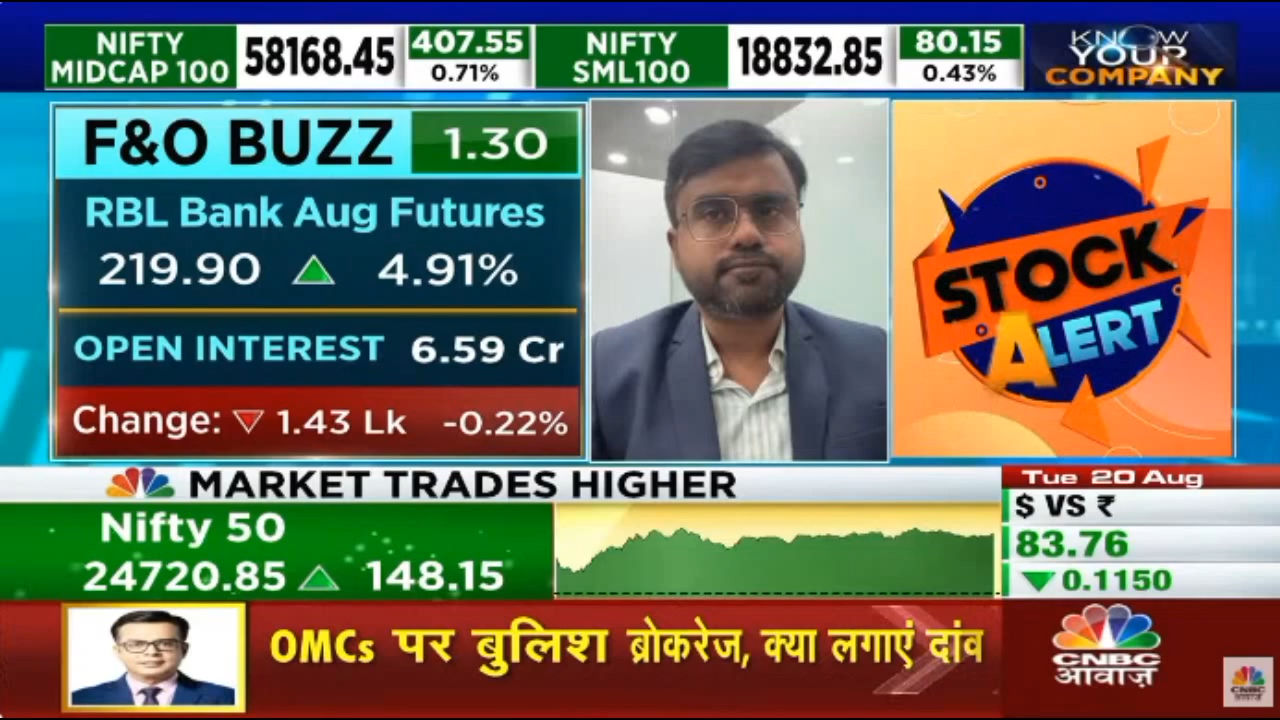 NIFTY
MIDCAP 100
58168.45
407.55
0.71%
NIFTY
SML100
18832.85
80.15
0.43%
KNOW
YOUR
COMPANY
F&O BUZZ
1.30
RBL Bank Aug Futures
219.90 4.91%
OPEN INTEREST 6.59 Cr
Change: 1.43 Lk -0.22%
STOCK
ALERT
MARKET TRADES HIGHER
Tue 20 Aug
Nifty 50
24720.85 148.15
$ VS ₹
83.76
0.1150
OMCs पर बुलिश ब्रोकरेज, क्या लगाएं दांव
CNBC
आवाज़
CNBC
आवाज़